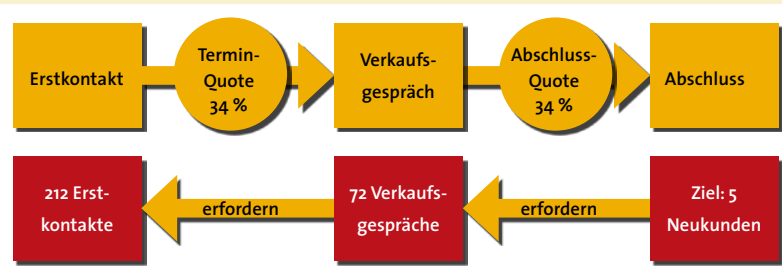 Erstkontakt
Termin-
Quote
34 %
Verkaufs-
gespräch
Abschluss-
Quote
34 %
Abschluss
212 Erst-
kontakte
erfordern
72 Verkaufs-
gespräche
erfordern
Ziel: 5
Neukunden